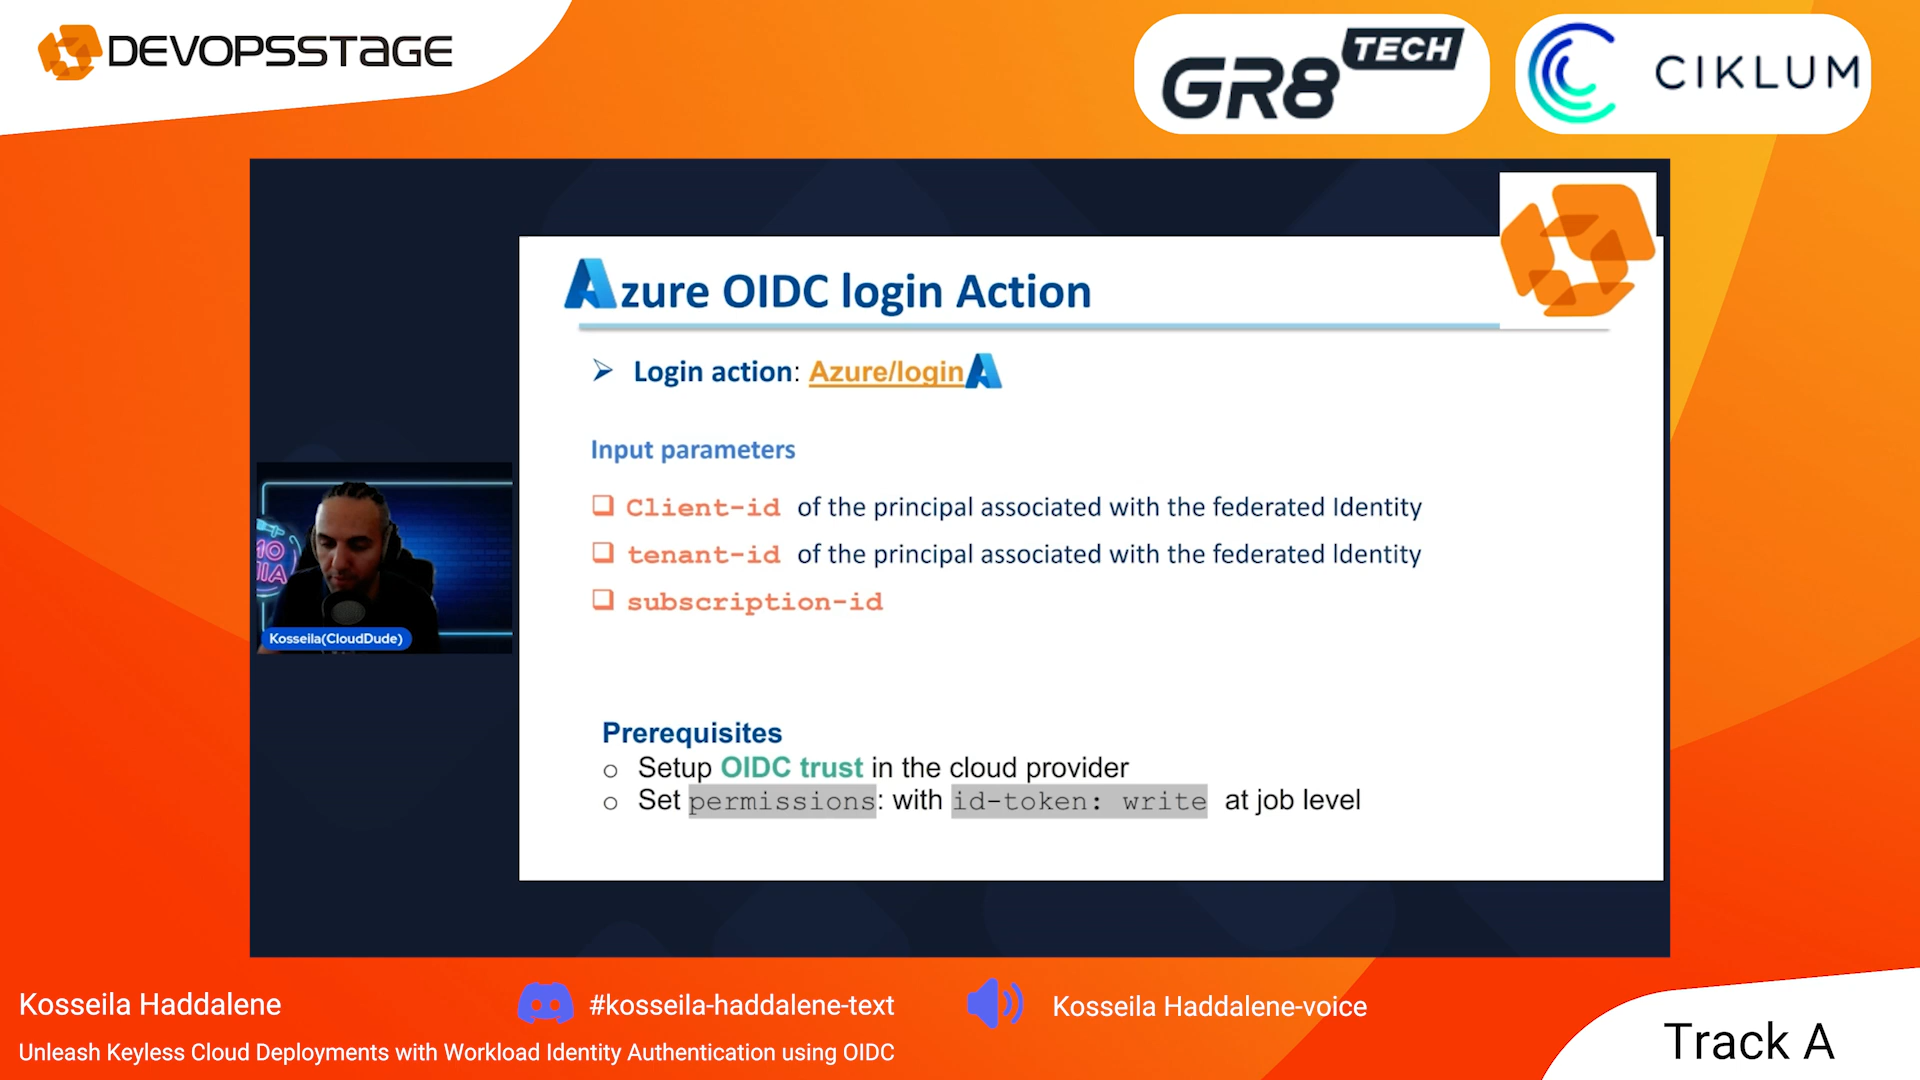 DEVOPSSTAGE
GR8 TECH
CIKLUM
Azure OIDC login Action
Login action: Azure/login
Input parameters
Client-id of the principal associated with the federated Identity
tenant-id of the principal associated with the federated Identity
subscription-id
Kosseila(CloudDude)
Prerequisites
Setup OIDC trust in the cloud provider
Set permissions: with id-token: write at job level
Kosseila Haddalene
#kosseila-haddalene-text
Kosseila Haddalene-voice
Unleash Keyless Cloud Deployments with Workload Identity Authentication using OIDC
Track A